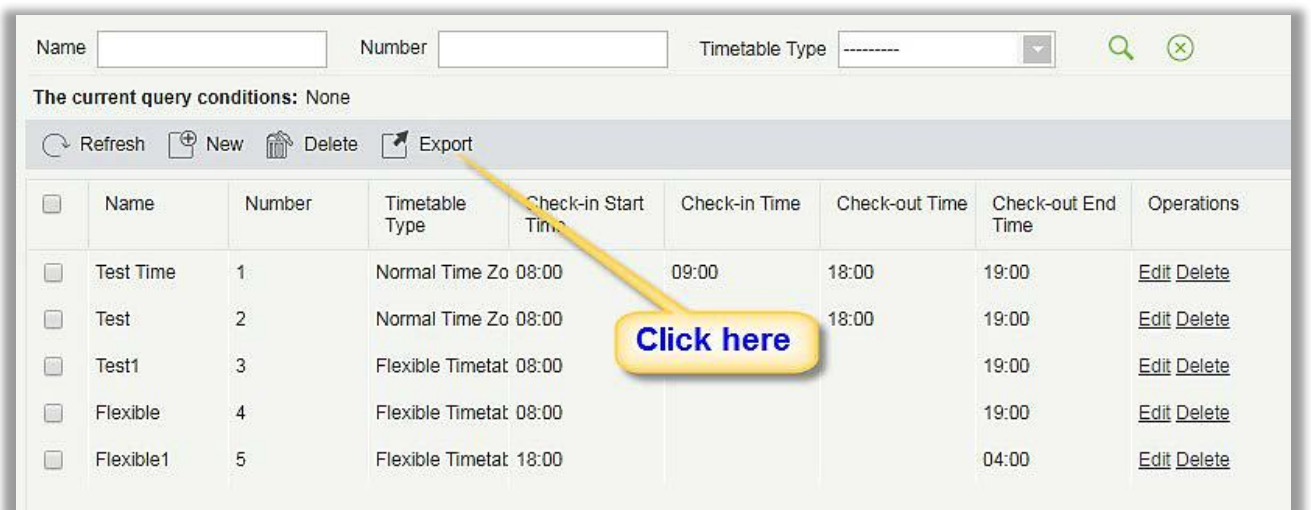 Name Number Timetable Type ---------
The current query conditions: None
Refresh New Delete Export
Name Number Timetable Type Check-in Start Time Check-in Time Check-out Time Check-out End Time Operations
Test Time 1 Normal Time Zo 08:00 09:00 18:00 19:00 Edit Delete
Test 2 Normal Time Zo 08:00 18:00 19:00 Edit Delete
Click here
Test1 3 Flexible Timetab 08:00 19:00 Edit Delete
Flexible 4 Flexible Timetab 08:00 19:00 Edit Delete
Flexible1 5 Flexible Timetab 18:00 04:00 Edit Delete